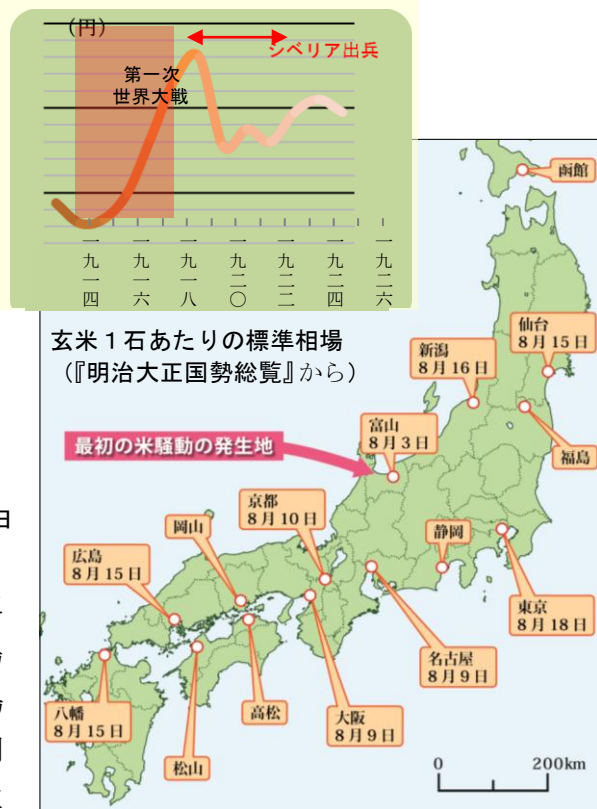 (円)
シベリア出兵
第一次
世界大戦
一九一四
一九一六
一九一八
一九二〇
一九二二
一九二四
一九二六
玄米1石あたりの標準相場
(『明治大正国勢総覧』から)
函館
仙台
8月15日
新潟
8月16日
福島
富山
8月3日
最初の米騒動の発生地
京都
8月10日
岡山
静岡
広島
8月15日
東京
8月18日
名古屋
8月9日
八幡
8月15日
高松
大阪
8月9日
松山
0
200km